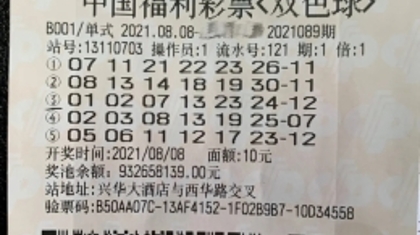 中国福利彩票<双色球>
B001/单式 2021.08.08- 2021089期
站号:13110703 操作员:1 流水号:121 期:1 倍:1
① 07 11 21 22 23 26-11
② 08 13 14 18 19 30-11
③ 01 02 07 13 23 24-12
④ 02 03 08 13 19 25-07
⑤ 05 06 11 12 17 23-12
开奖时间:2021/08/08 面额:10元
奖池余额: 932658139.00元
站地址: 兴华大酒店与西华路交叉
验票码:B50AA07C-13AF4152-1F02B9B7-10D34558